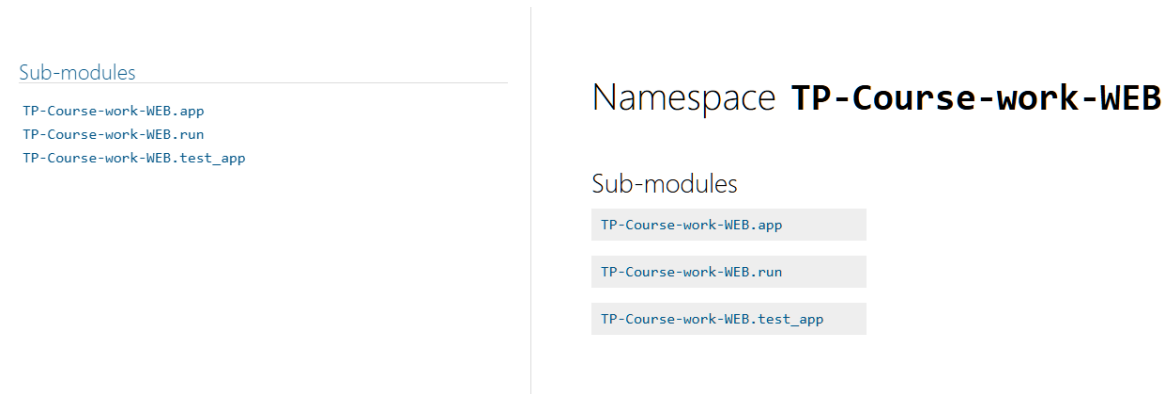 Sub-modules
TP-Course-work-WEB.app
TP-Course-work-WEB.run
TP-Course-work-WEB.test_app
Namespace TP-Course-work-WEB
Sub-modules
TP-Course-work-WEB.app
TP-Course-work-WEB.run
TP-Course-work-WEB.test_app